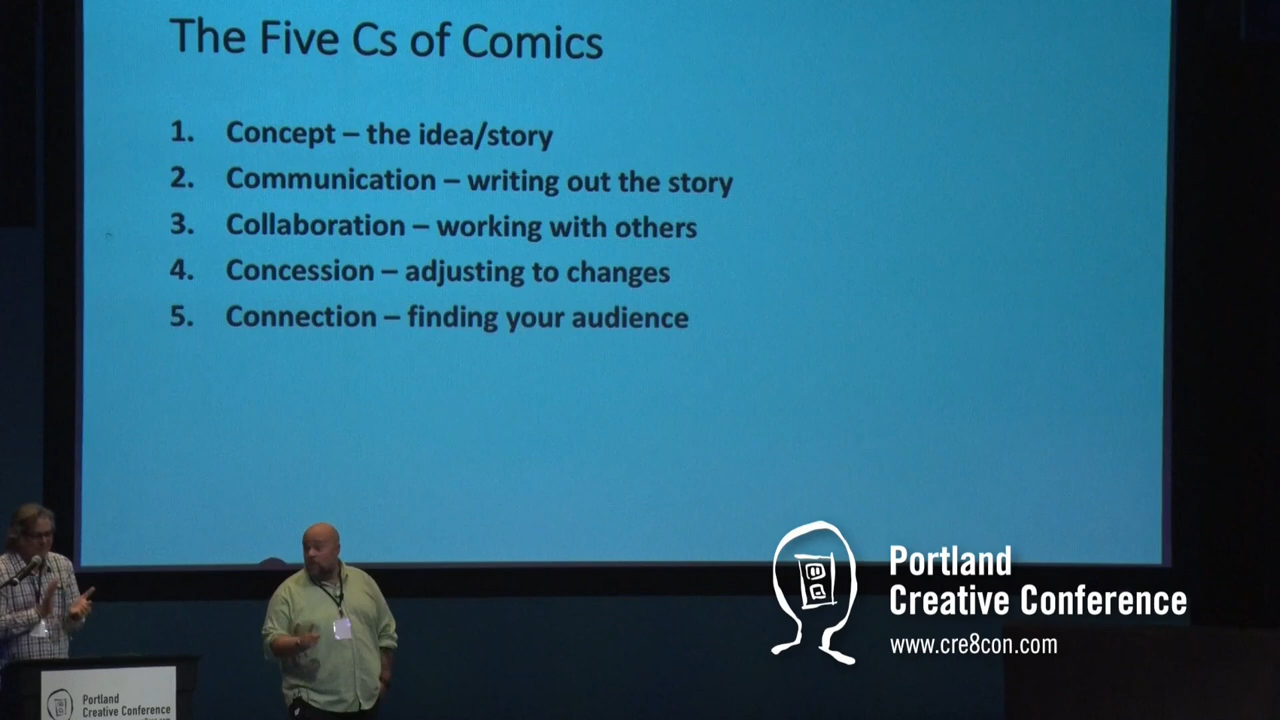 The Five Cs of Comics
1. Concept – the idea/story
2. Communication – writing out the story
3. Collaboration – working with others
4. Concession – adjusting to changes
5. Connection – finding your audience
Portland
Creative Conference
www.cre8con.com
Portland
Creative Conference